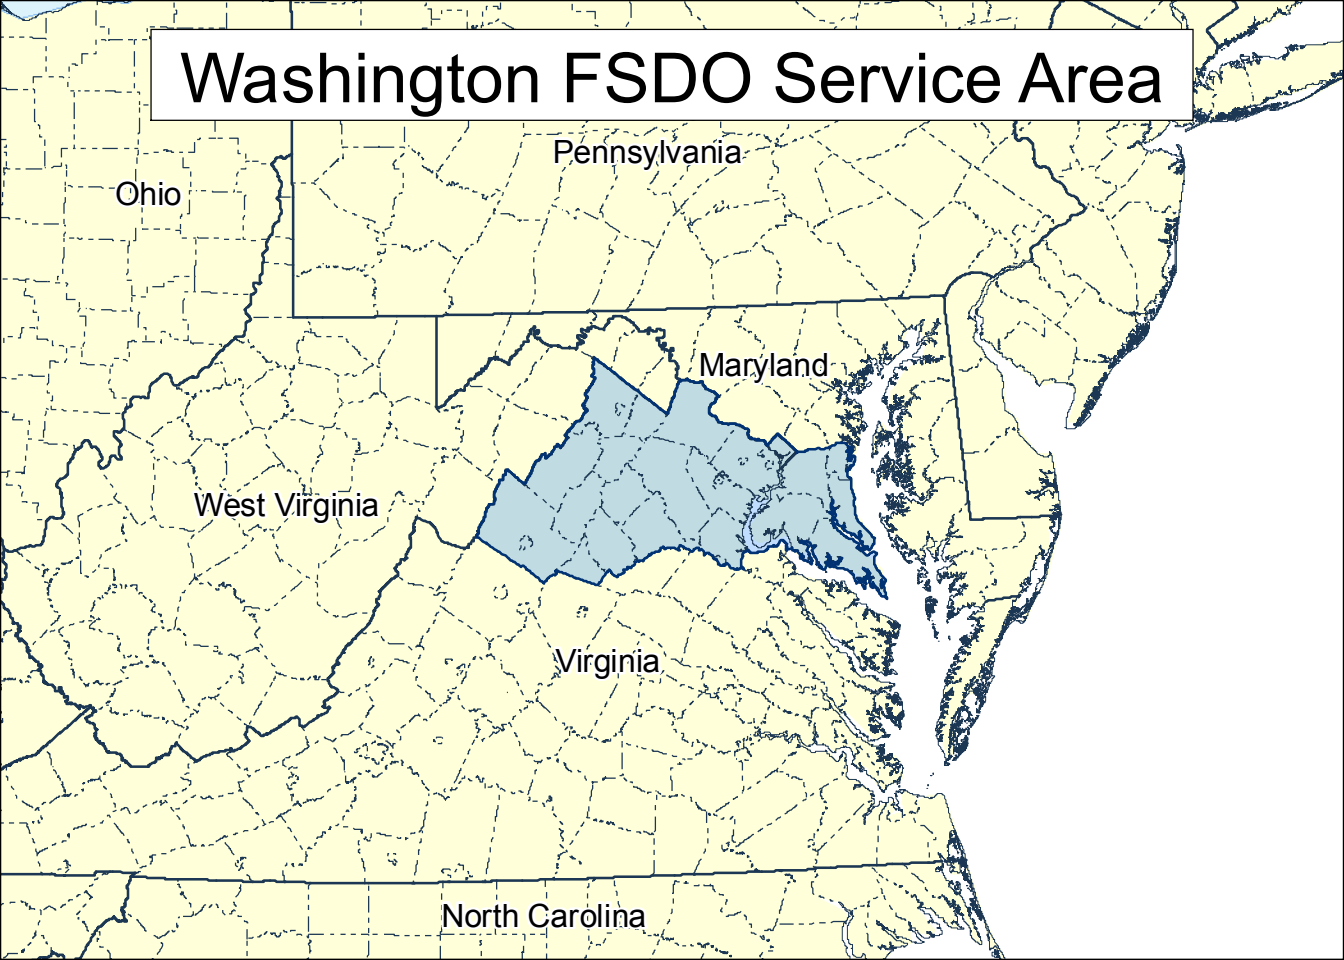 Washington FSDO Service Area
Pennsylvania
Ohio
Maryland
West Virginia
Virginia
North Carolina